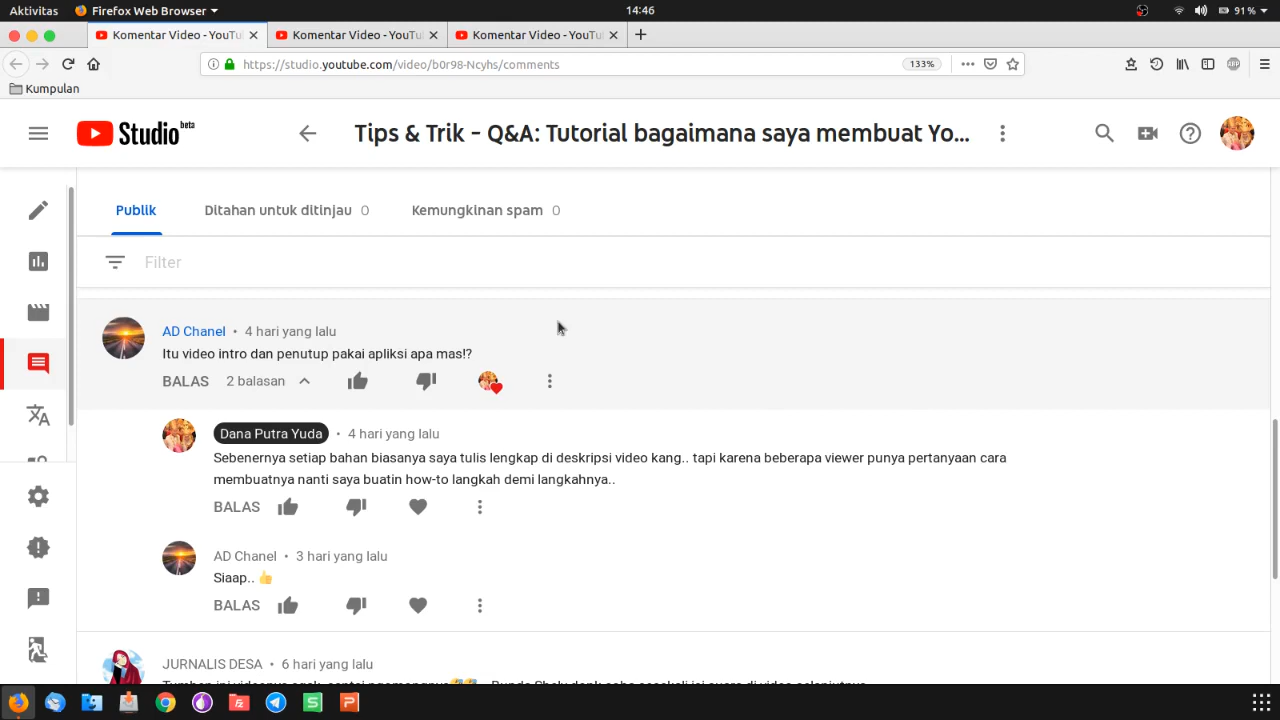 Aktivitas
Firefox Web Browser
14:46
91 %
Komentar Video - YouTu
Komentar Video - YouTu
Komentar Video - YouTu
https://studio.youtube.com/video/b0r98-Ncyhs/comments
133%
Kumpulan
Studio beta
Tips & Trik - Q&A: Tutorial bagaimana saya membuat Yo...
Publik
Ditahan untuk ditinjau 0
Kemungkinan spam 0
Filter
AD Chanel • 4 hari yang lalu
Itu video intro dan penutup pakai apliksi apa mas!?
BALAS 2 balasan
Dana Putra Yuda • 4 hari yang lalu
Sebenernya setiap bahan biasanya saya tulis lengkap di deskripsi video kang.. tapi karena beberapa viewer punya pertanyaan cara
membuatnya nanti saya buatin how-to langkah demi langkahnya..
BALAS
AD Chanel • 3 hari yang lalu
Siaap.. 👍
BALAS
JURNALIS DESA • 6 hari yang lalu